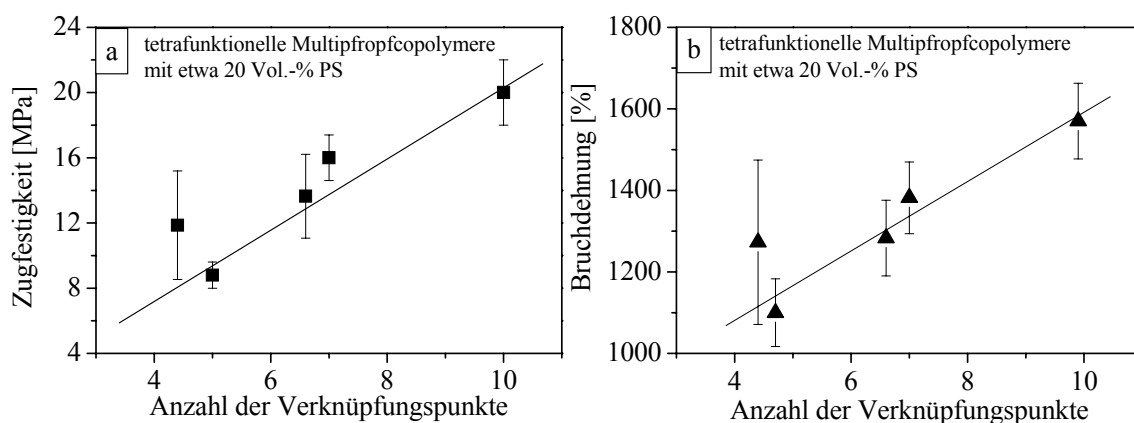 a
tetrafunktionelle Multipfropfcopolymere
mit etwa 20 Vol.-% PS
Zugfestigkeit [MPa]
24
20
16
12
8
4
4
6
8
10
Anzahl der Verknüpfungspunkte
b
tetrafunktionelle Multipfropfcopolymere
mit etwa 20 Vol.-% PS
Bruchdehnung [%]
1800
1600
1400
1200
1000
4
6
8
10
Anzahl der Verknüpfungspunkte